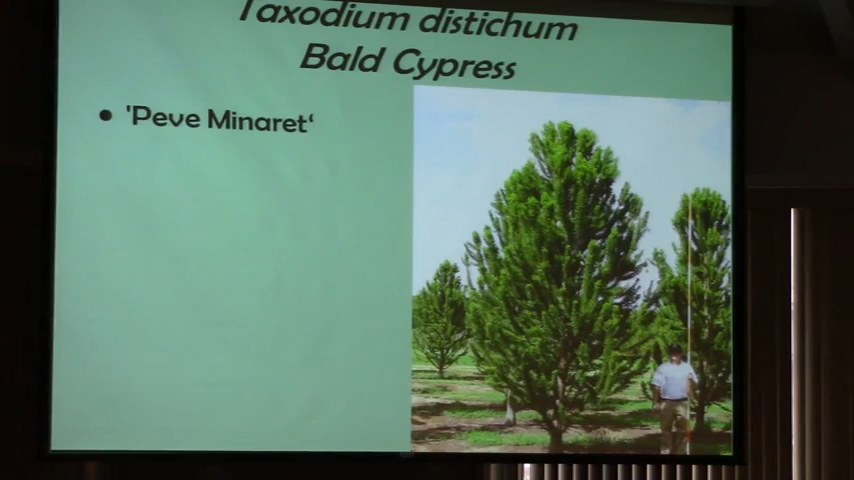 Taxodium distichum
Bald Cypress
• 'Peve Minaret‘